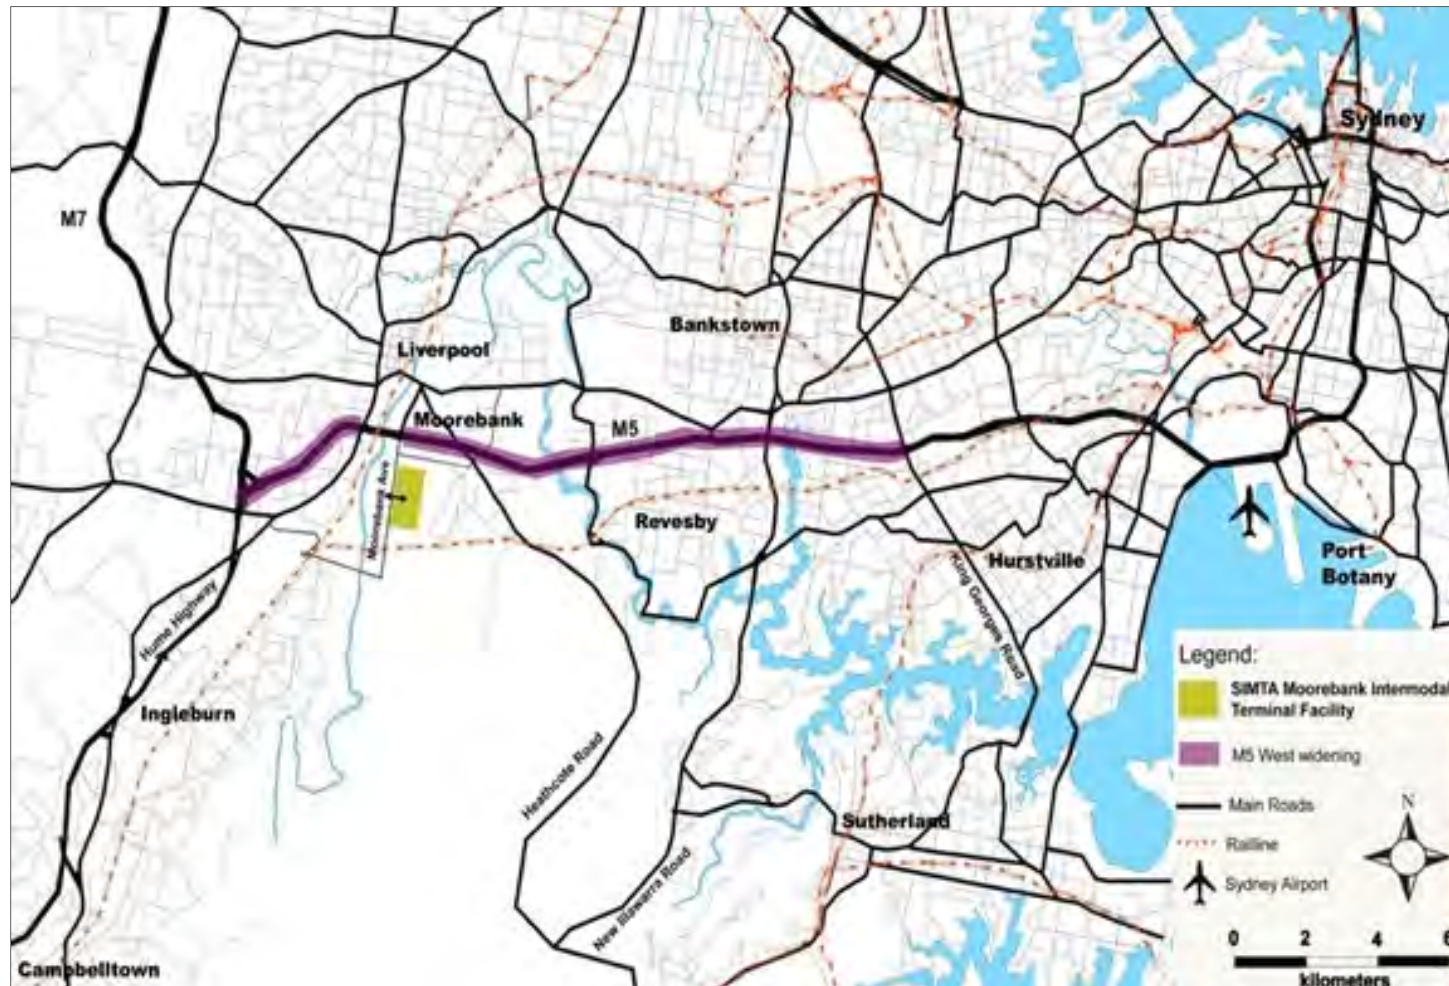 Sydney
M7
Bankstown
Liverpool
Moorebank
M5
Moorebank Ave
Revesby
Hurstville
Port
Botany
King Georges Road
Hume Highway
Ingleburn
Heathcote Road
Sutherland
New Illawarra Road
Campbelltown
Legend:
SIMTA Moorebank Intermodal
Terminal Facility
M5 West widening
Main Roads
Railline
Sydney Airport
N
0 2 4 6
kilometers